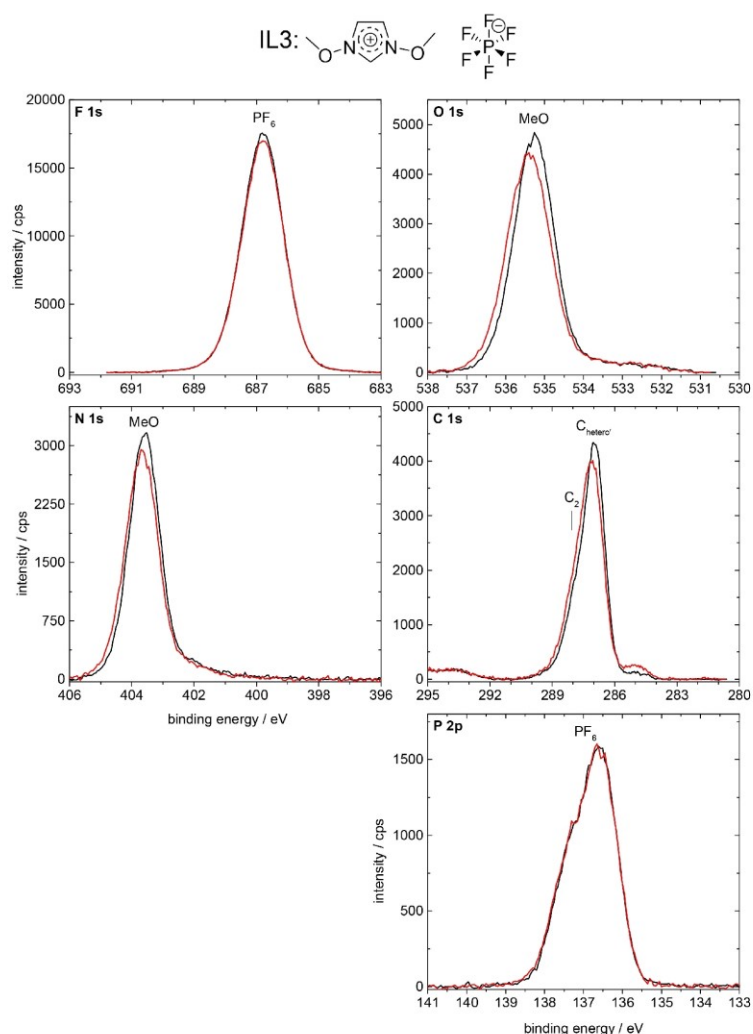 IL3:
O N N O
⊕
F F F F F F P ⊖
F 1s
PF₆
20000
15000
10000
5000
0
intensity / cps
693 691 689 687 685 683
O 1s
MeO
5000
4000
3000
2000
1000
0
538 537 536 535 534 533 532 531 530
N 1s
MeO
3000
2250
1500
750
0
intensity / cps
406 404 402 400 398 396
binding energy / eV
C 1s
C hetero'
C₂
5000
4000
3000
2000
1000
0
295 292 289 286 283 280
P 2p
PF₆
1500
1000
500
0
intensity / cps
141 140 139 138 137 136 135 134 133
binding energy / eV